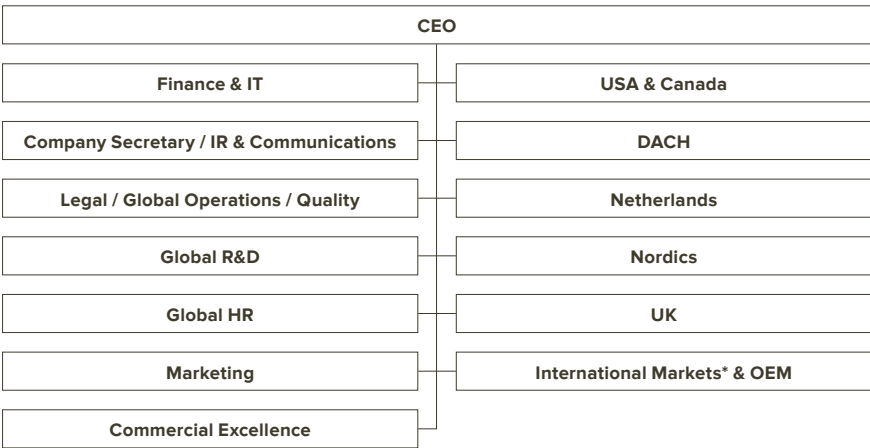 CEO
Finance & IT
USA & Canada
Company Secretary / IR & Communications
DACH
Legal / Global Operations / Quality
Netherlands
Global R&D
Nordics
Global HR
UK
Marketing
International Markets* & OEM
Commercial Excellence